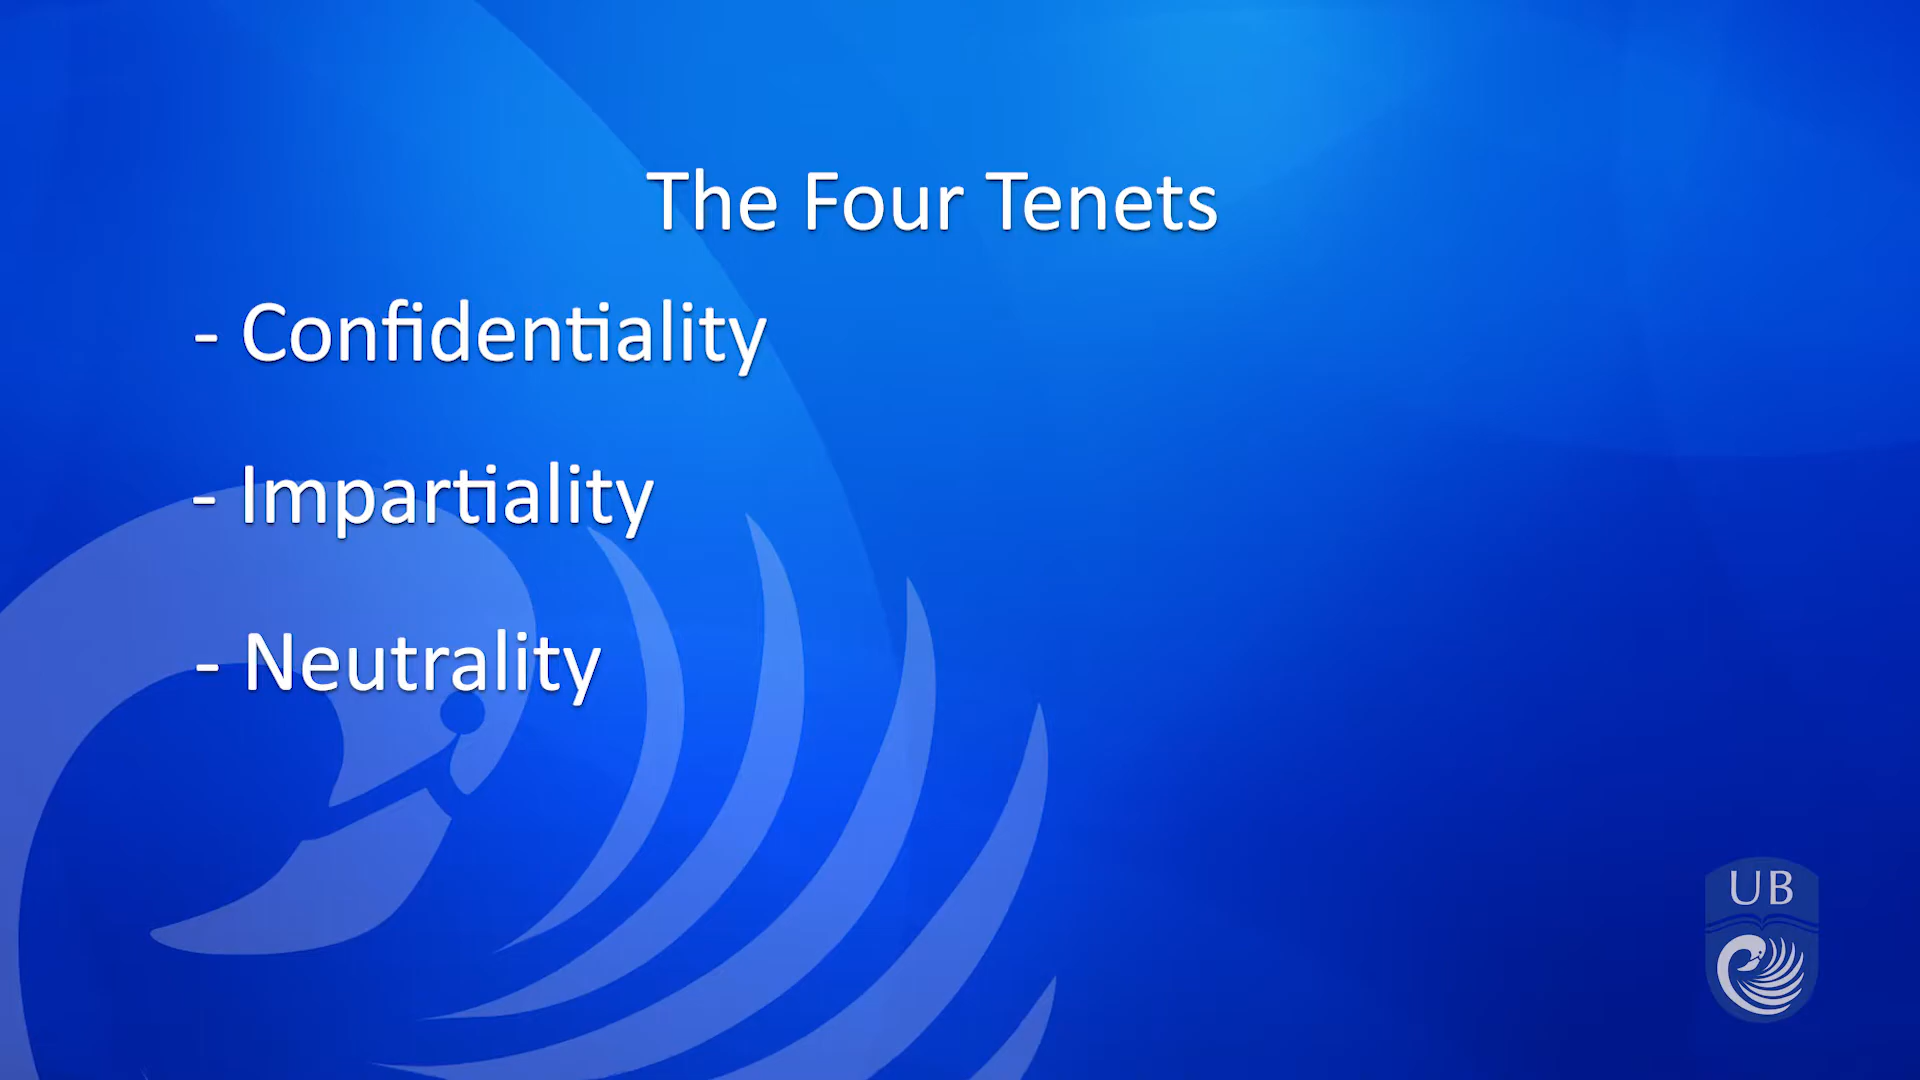 The Four Tenets
- Confidentiality
- Impartiality
- Neutrality
UB